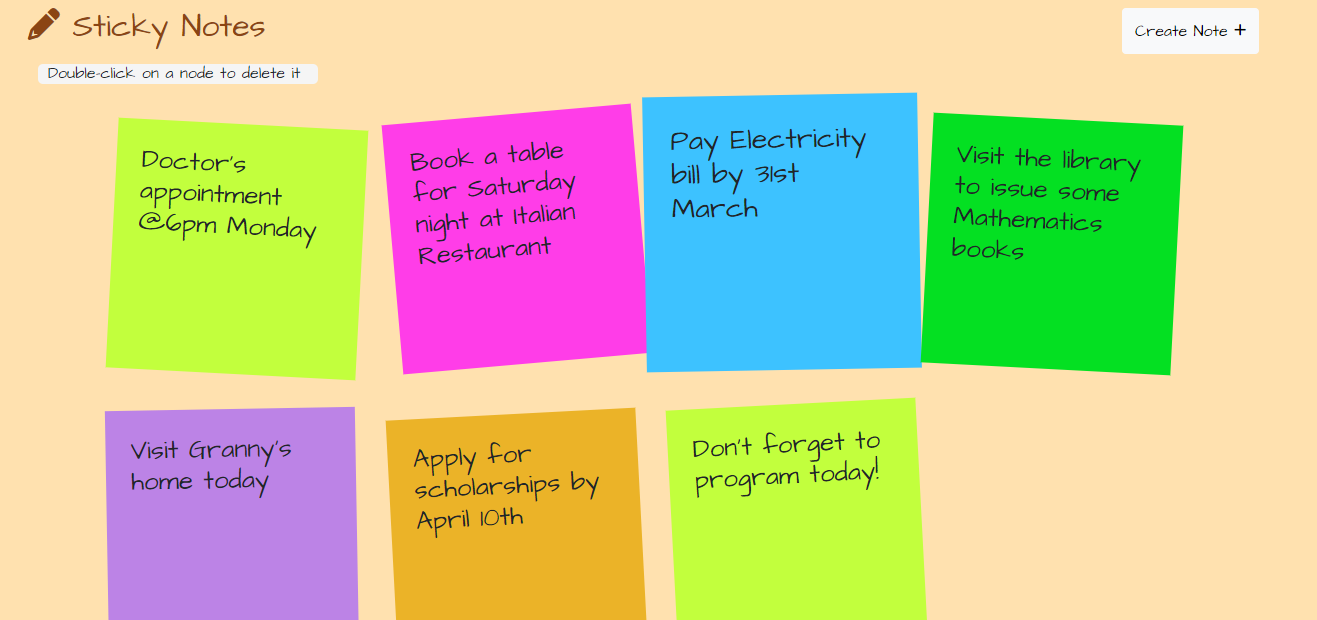 Sticky Notes
Create Note +
Double-click on a node to delete it
Doctor's
appointment
@6pm Monday
Book a table
for Saturday
night at Italian
Restaurant
Pay Electricity
bill by 31st
March
Visit the library
to issue some
Mathematics
books
Visit Granny's
home today
Apply for
scholarships by
April 10th
Don't forget to
program today!